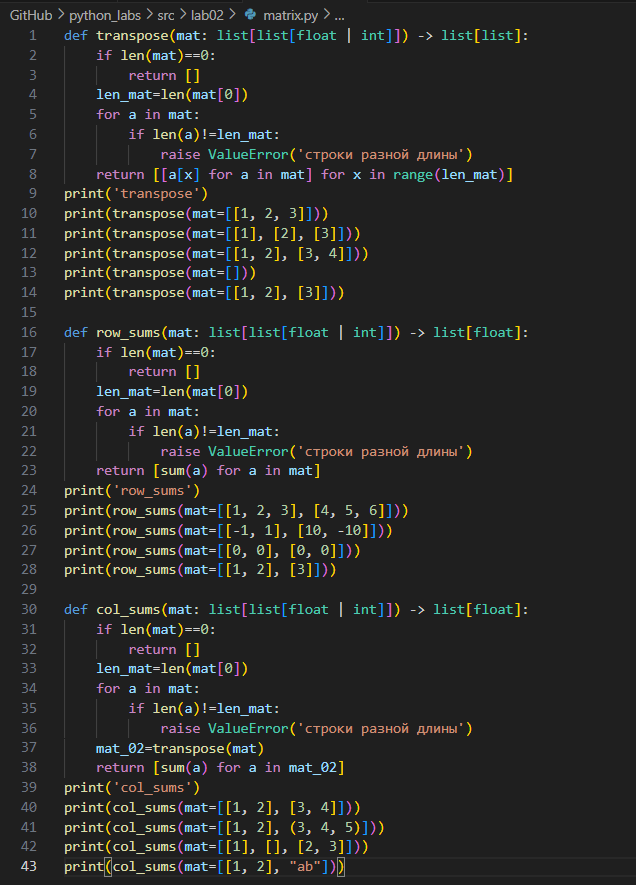 GitHub > python_labs > src > lab02 > matrix.py > ...
1 def transpose(mat: list[list[float | int]]) -> list[list]:
2     if len(mat)==0:
3         return []
4     len_mat=len(mat[0])
5     for a in mat:
6         if len(a)!=len_mat:
7             raise ValueError('строки разной длины')
8     return [[a[x] for a in mat] for x in range(len_mat)]
9 print('transpose')
10 print(transpose(mat=[[1, 2, 3]]))
11 print(transpose(mat=[[1], [2], [3]]))
12 print(transpose(mat=[[1, 2], [3, 4]]))
13 print(transpose(mat=[]))
14 print(transpose(mat=[[1, 2], [3]]))
15
16 def row_sums(mat: list[list[float | int]]) -> list[float]:
17     if len(mat)==0:
18         return []
19     len_mat=len(mat[0])
20     for a in mat:
21         if len(a)!=len_mat:
22             raise ValueError('строки разной длины')
23     return [sum(a) for a in mat]
24 print('row_sums')
25 print(row_sums(mat=[[1, 2, 3], [4, 5, 6]]))
26 print(row_sums(mat=[[-1, 1], [10, -10]]))
27 print(row_sums(mat=[[0, 0], [0, 0]]))
28 print(row_sums(mat=[[1, 2], [3]]))
29
30 def col_sums(mat: list[list[float | int]]) -> list[float]:
31     if len(mat)==0:
32         return []
33     len_mat=len(mat[0])
34     for a in mat:
35         if len(a)!=len_mat:
36             raise ValueError('строки разной длины')
37     mat_02=transpose(mat)
38     return [sum(a) for a in mat_02]
39 print('col_sums')
40 print(col_sums(mat=[[1, 2], [3, 4]]))
41 print(col_sums(mat=[[1, 2], (3, 4, 5)]))
42 print(col_sums(mat=[[1], [], [2, 3]]))
43 print(col_sums(mat=[[1, 2], "ab"]))